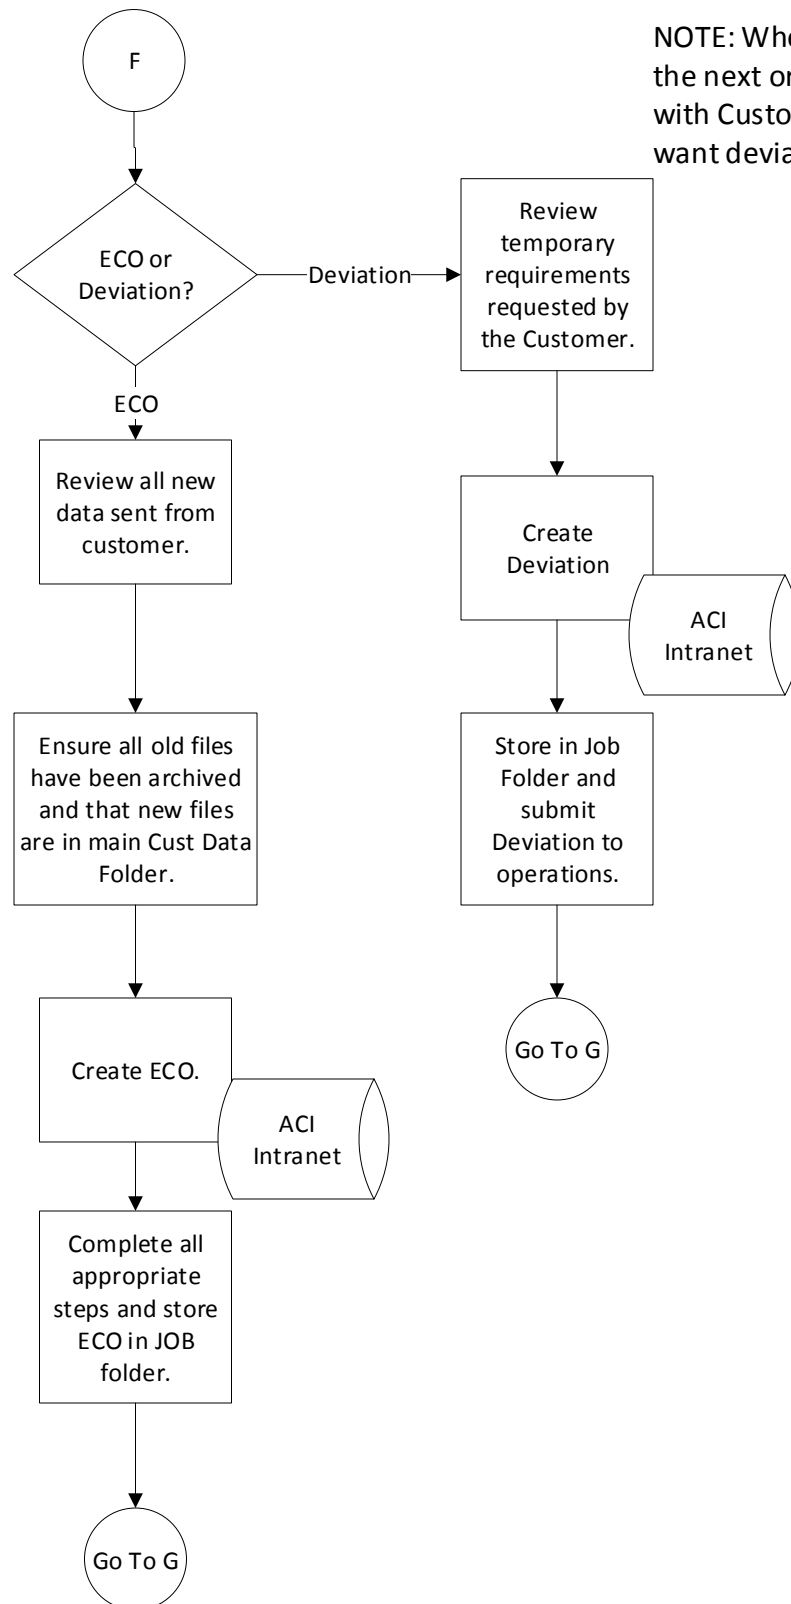 F
NOTE: Whe
the next or
with Custo
want devia
ECO or
Deviation?
Deviation
Review
temporary
requirements
requested by
the Customer.
ECO
Review all new
data sent from
customer.
Create
Deviation
ACI
Intranet
Ensure all old files
have been archived
and that new files
are in main Cust Data
Folder.
Store in Job
Folder and
submit
Deviation to
operations.
Create ECO.
ACI
Intranet
Go To G
Complete all
appropriate
steps and store
ECO in JOB
folder.
Go To G